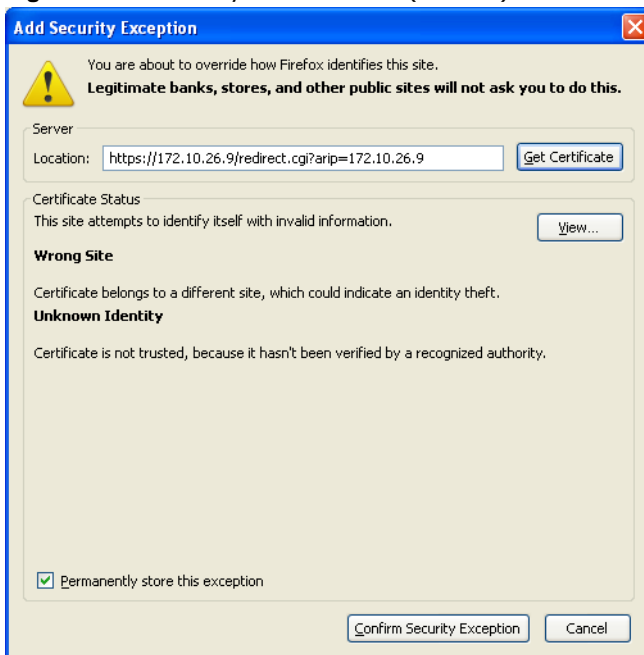 Add Security Exception
You are about to override how Firefox identifies this site.
Legitimate banks, stores, and other public sites will not ask you to do this.
Server
Location: https://172.10.26.9/redirect.cgi?arip=172.10.26.9 Get Certificate
Certificate Status
This site attempts to identify itself with invalid information.
View...
Wrong Site
Certificate belongs to a different site, which could indicate an identity theft.
Unknown Identity
Certificate is not trusted, because it hasn't been verified by a recognized authority.
Permanently store this exception
Confirm Security Exception Cancel